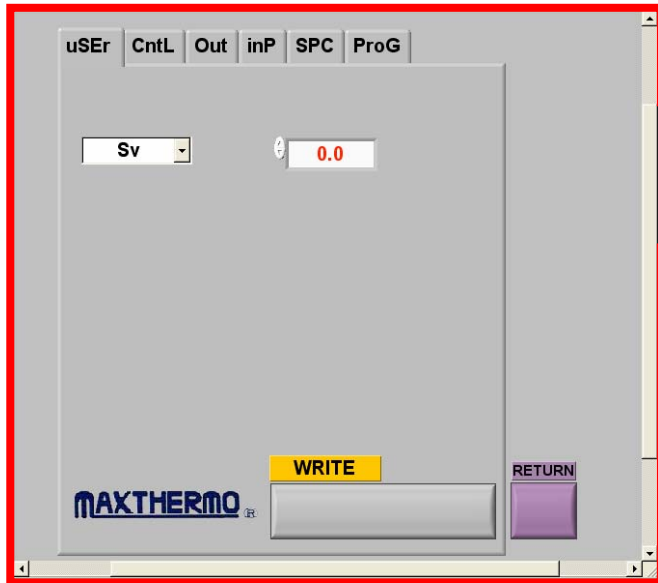 uSEr CntL Out inP SPC ProG
Sv 0.0
WRITE
RETURN
MAXTHERMO ®